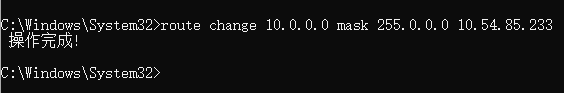 C:\Windows\System32>route change 10.0.0.0 mask 255.0.0.0 10.54.85.233
操作完成!
C:\Windows\System32>